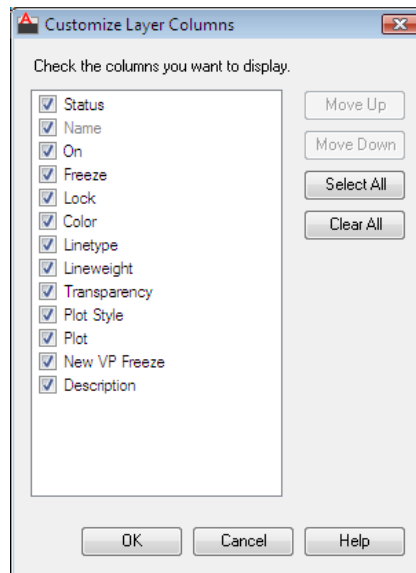 Customize Layer Columns
Check the columns you want to display.
Status
Name
On
Freeze
Lock
Color
Linetype
Lineweight
Transparency
Plot Style
Plot
New VP Freeze
Description
Move Up
Move Down
Select All
Clear All
OK
Cancel
Help